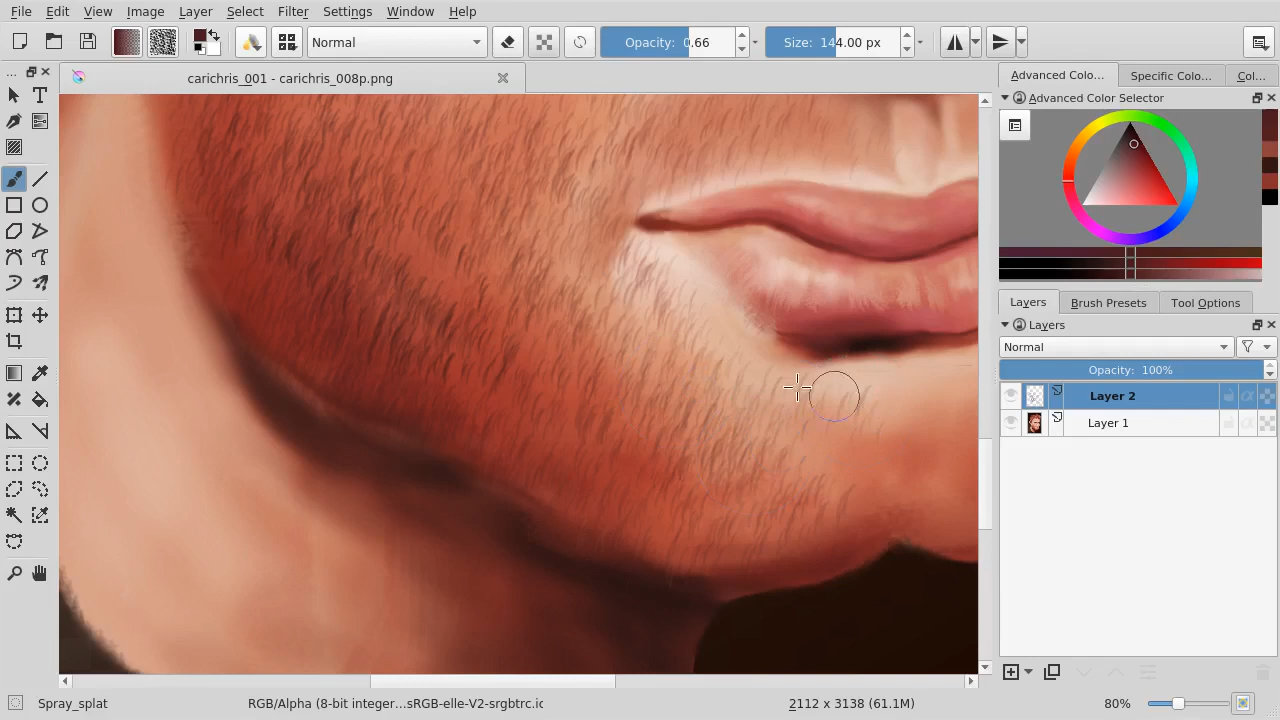 File Edit View Image Layer Select Filter Settings Window Help
Normal Opacity: 0.66 Size: 144.00 px
... carichris_001 - carichris_008p.png Advanced Colo... Specific Colo... Col...
Advanced Color Selector
Layers Brush Presets Tool Options
Layers
Normal
Opacity: 100%
Layer 2
Layer 1
Spray_splat RGB/Alpha (8-bit integer...sRGB-elle-V2-srgbtrc.ic 2112 x 3138 (61.1M) 80%